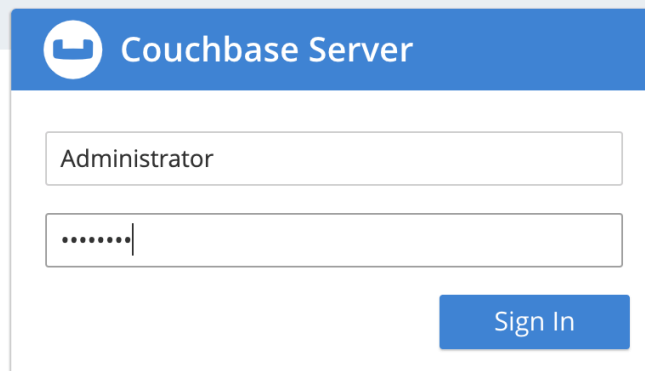 Couchbase Server
Administrator
••••••••
Sign In